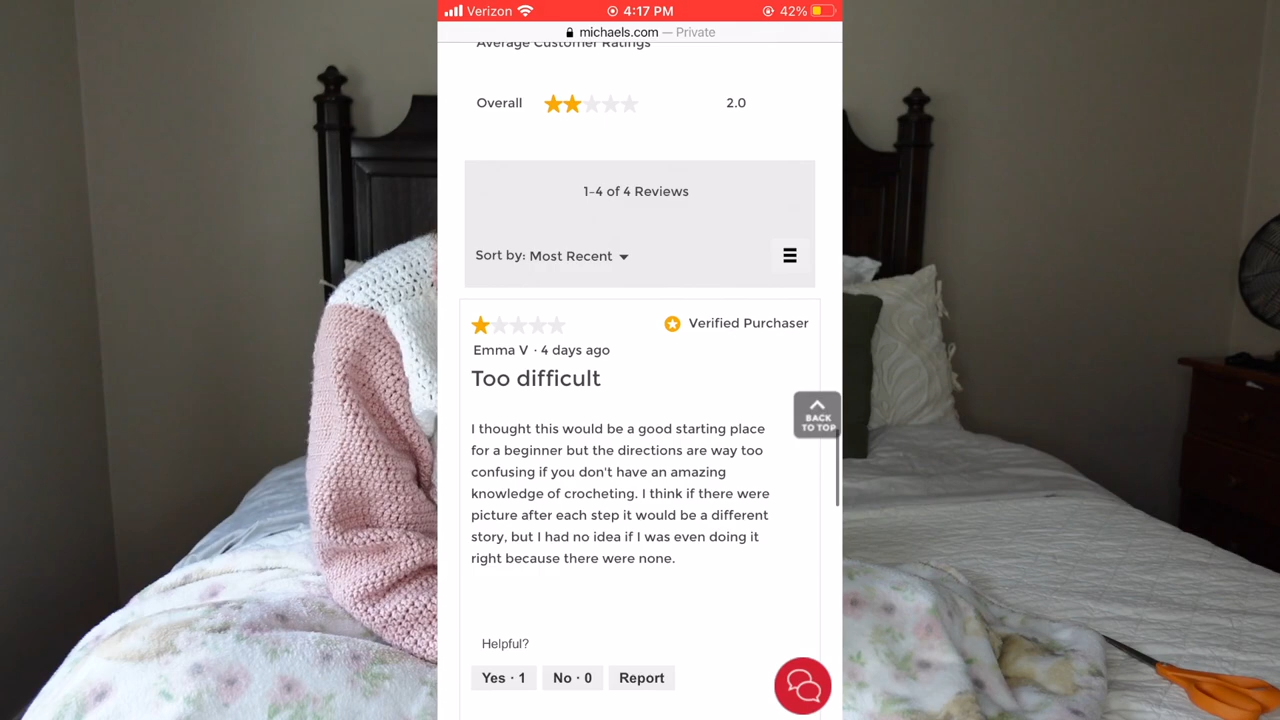 Verizon 4:17 PM 42%
michaels.com — Private
Average Customer Ratings
Overall 2.0
1–4 of 4 Reviews
Sort by: Most Recent
Verified Purchaser
Emma V · 4 days ago
Too difficult
I thought this would be a good starting place
for a beginner but the directions are way too
confusing if you don't have an amazing
knowledge of crocheting. I think if there were
picture after each step it would be a different
story, but I had no idea if I was even doing it
right because there were none.
BACK
TO TOP
Helpful?
Yes · 1 No · 0 Report